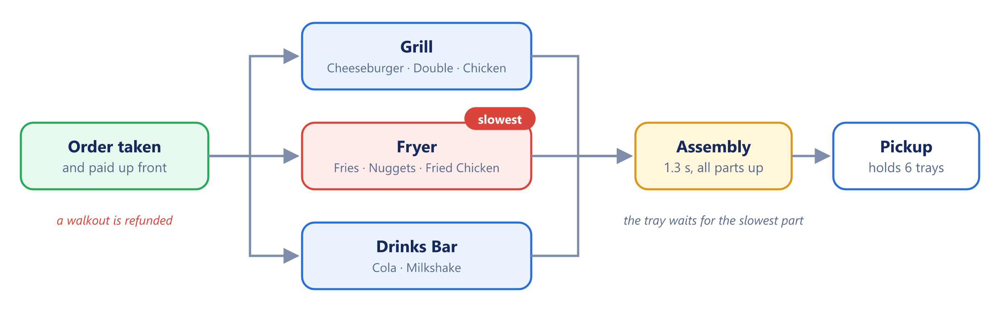 Order taken
and paid up front
a walkout is refunded
Grill
Cheeseburger · Double · Chicken
slowest
Fryer
Fries · Nuggets · Fried Chicken
Drinks Bar
Cola · Milkshake
Assembly
1.3 s, all parts up
the tray waits for the slowest part
Pickup
holds 6 trays